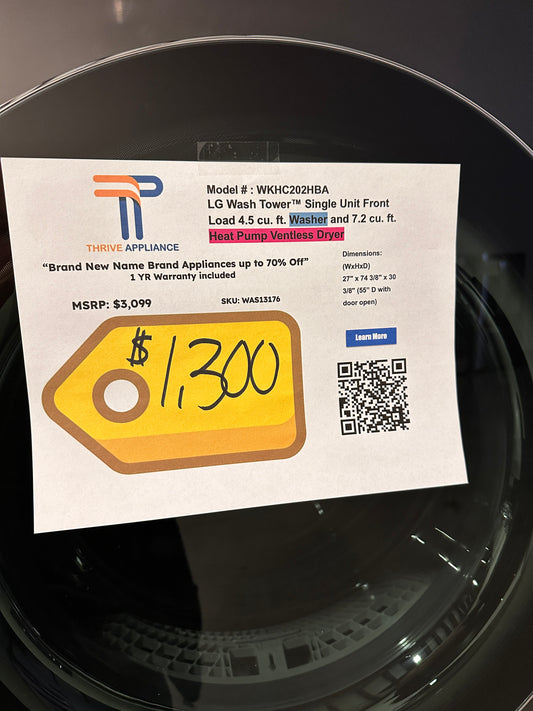 THRIVE APPLIANCE
Model # : WKHC202HBA
LG Wash Tower™ Single Unit Front
Load 4.5 cu. ft. Washer and 7.2 cu. ft.
Heat Pump Ventless Dryer
“Brand New Name Brand Appliances up to 70% Off”
1 YR Warranty included
MSRP: $3,099
SKU: WAS13176
Dimensions:
(WxHxD)
27" x 74 3/8" x 30
3/8" (55" D with
door open)
Learn More
$1,300